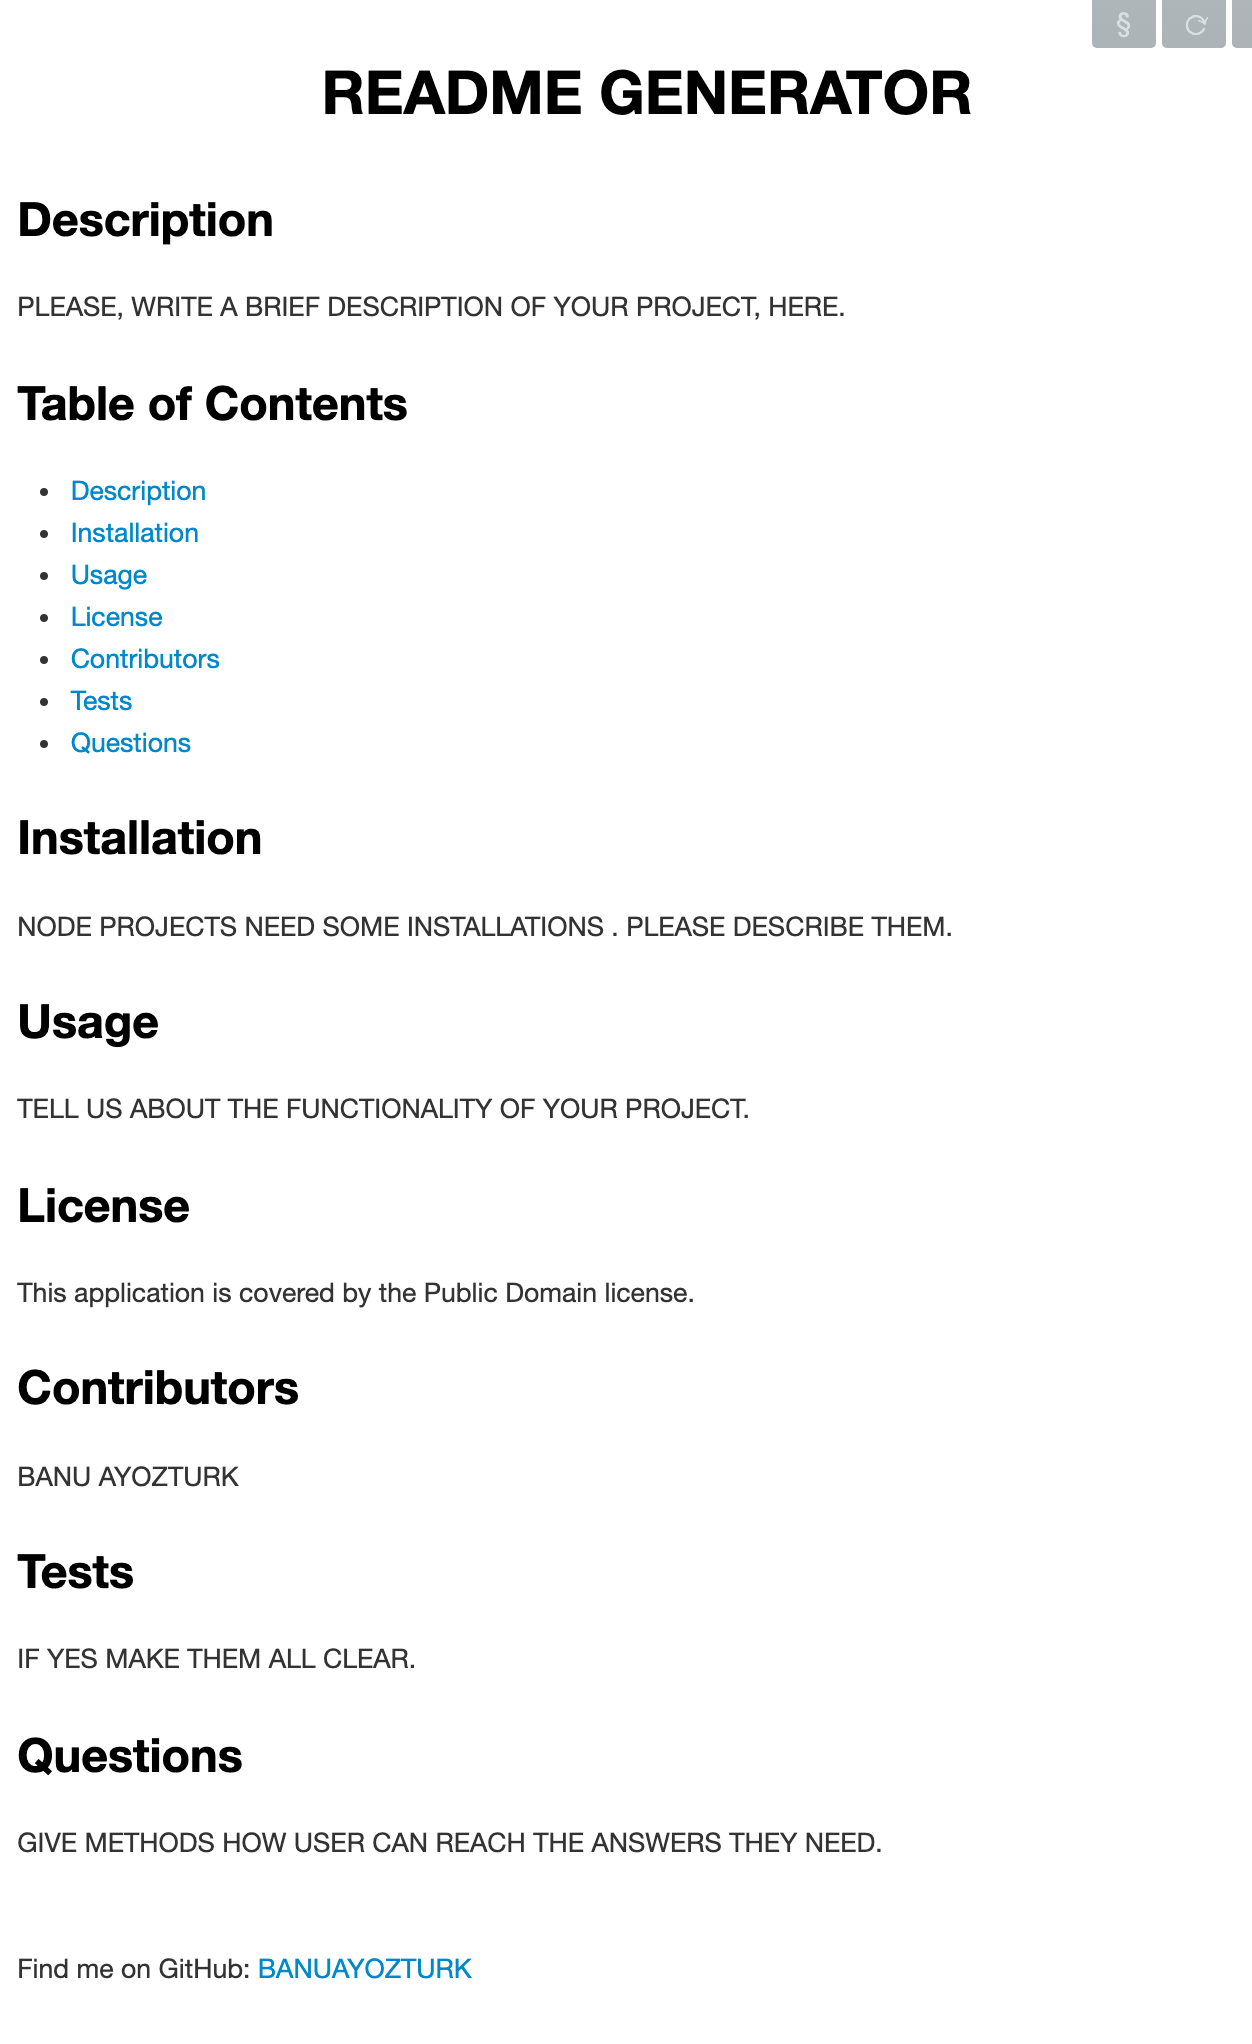 §
README GENERATOR
Description
PLEASE, WRITE A BRIEF DESCRIPTION OF YOUR PROJECT, HERE.
Table of Contents
• Description
• Installation
• Usage
• License
• Contributors
• Tests
• Questions
Installation
NODE PROJECTS NEED SOME INSTALLATIONS . PLEASE DESCRIBE THEM.
Usage
TELL US ABOUT THE FUNCTIONALITY OF YOUR PROJECT.
License
This application is covered by the Public Domain license.
Contributors
BANU AYOZTURK
Tests
IF YES MAKE THEM ALL CLEAR.
Questions
GIVE METHODS HOW USER CAN REACH THE ANSWERS THEY NEED.
Find me on GitHub: BANUAYOZTURK